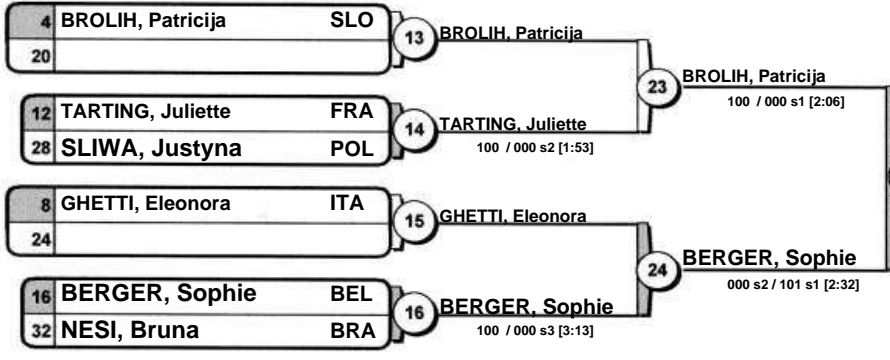 4 BROLIH, Patricija SLO
20
13 BROLIH, Patricija
12 TARTING, Juliette FRA
28 SLIWA, Justyna POL
14 TARTING, Juliette
100 / 000 s2 [1:53]
23 BROLIH, Patricija
100 / 000 s1 [2:06]
8 GHETTI, Eleonora ITA
24
15 GHETTI, Eleonora
16 BERGER, Sophie BEL
32 NESI, Bruna BRA
16 BERGER, Sophie
100 / 000 s3 [3:13]
24 BERGER, Sophie
000 s2 / 101 s1 [2:32]